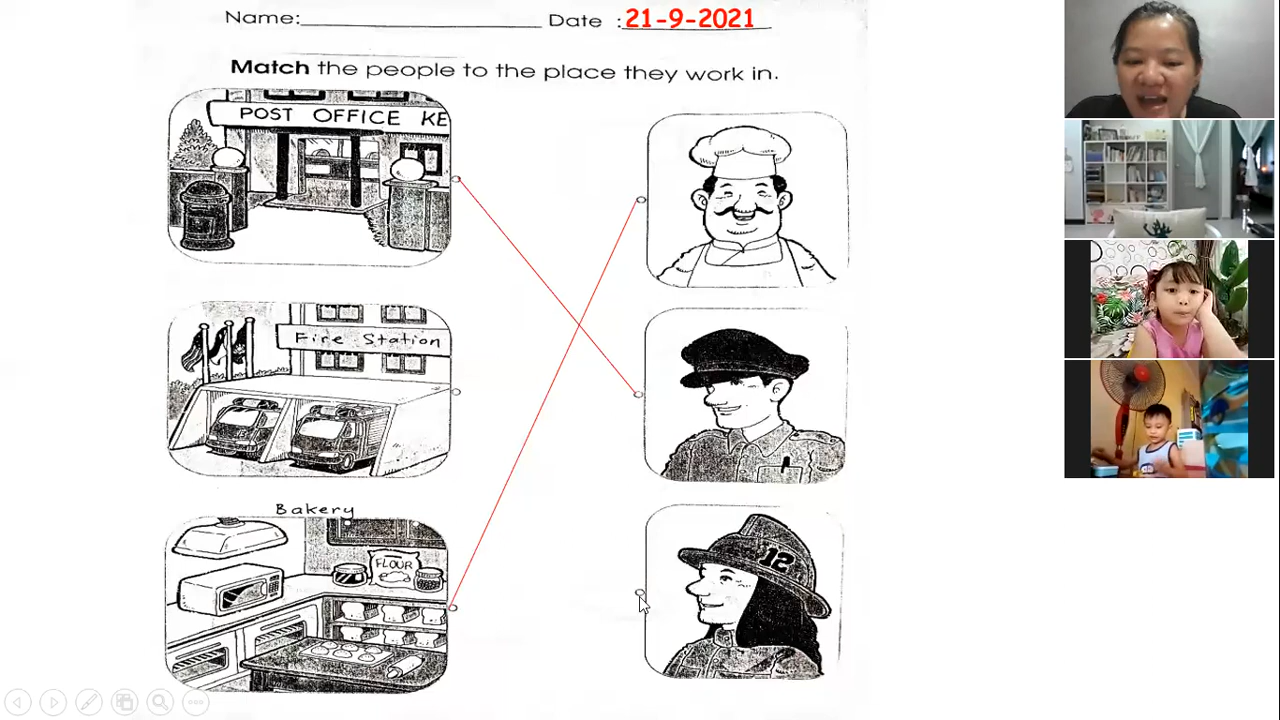 Name: Date : 21-9-2021
Match the people to the place they work in.
POST OFFICE KE
Fire Station
Bakery
FLOUR
12